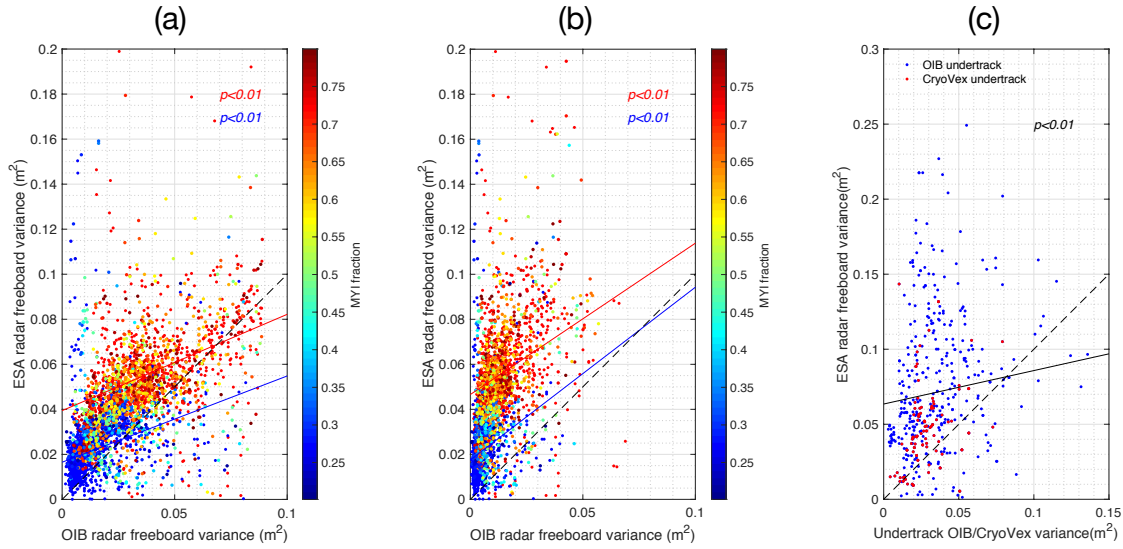 (a)
0.2
0.18
0.16
0.14
0.12
0.1
0.08
0.06
0.04
0.02
0
ESA radar freeboard variance (m²)
p<0.01
p<0.01
0 0.05 0.1
OIB radar freeboard variance (m²)
0.75
0.7
0.65
0.6
0.55
0.5
0.45
0.4
0.35
0.3
0.25
MYI fraction
(b)
0.2
0.18
0.16
0.14
0.12
0.1
0.08
0.06
0.04
0.02
0
ESA radar freeboard variance (m²)
p<0.01
p<0.01
0 0.05 0.1
OIB radar freeboard variance (m²)
0.75
0.7
0.65
0.6
0.55
0.5
0.45
0.4
0.35
0.3
0.25
MYI fraction
(c)
0.3
0.25
0.2
0.15
0.1
0.05
0
ESA radar freeboard variance(m²)
OIB undertrack
CryoVex undertrack
p<0.01
0 0.05 0.1 0.15
Undertrack OIB/CryoVex variance(m²)